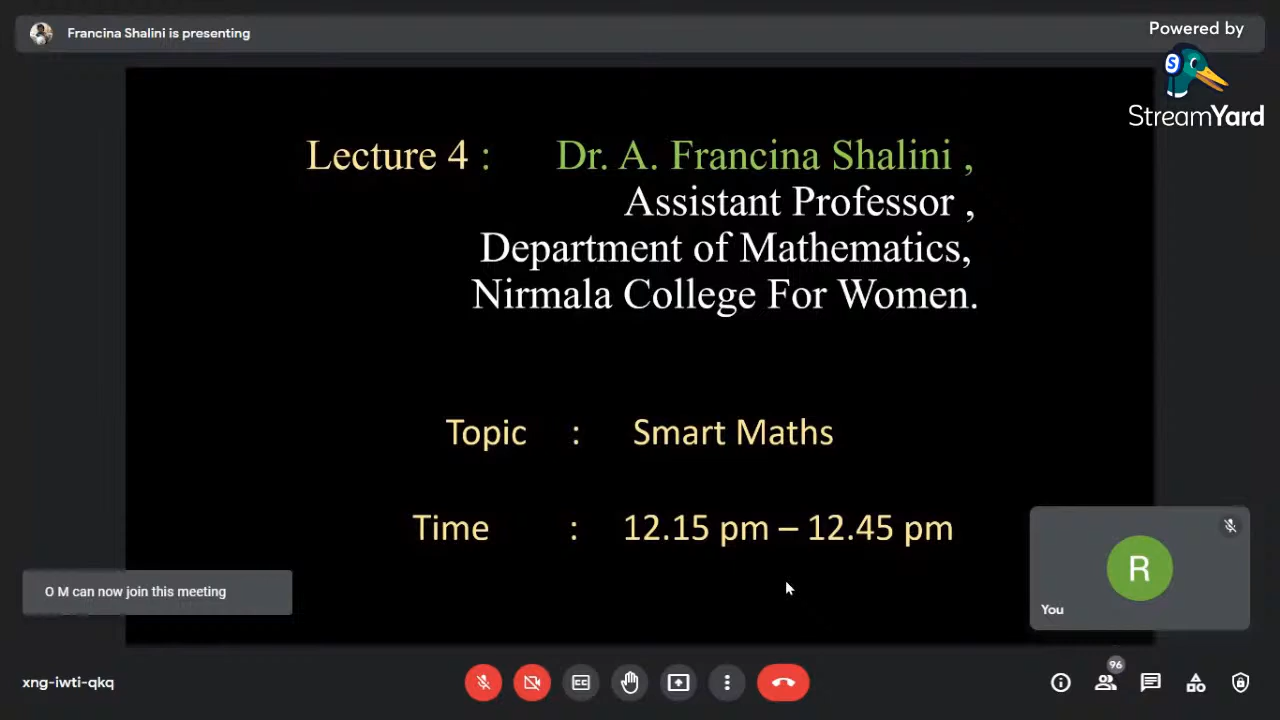 Francina Shalini is presenting
Powered by
S
StreamYard
Lecture 4 : Dr. A. Francina Shalini ,
Assistant Professor ,
Department of Mathematics,
Nirmala College For Women.
Topic : Smart Maths
Time : 12.15 pm – 12.45 pm
O M can now join this meeting
R
You
xng-iwti-qkq
CC
96